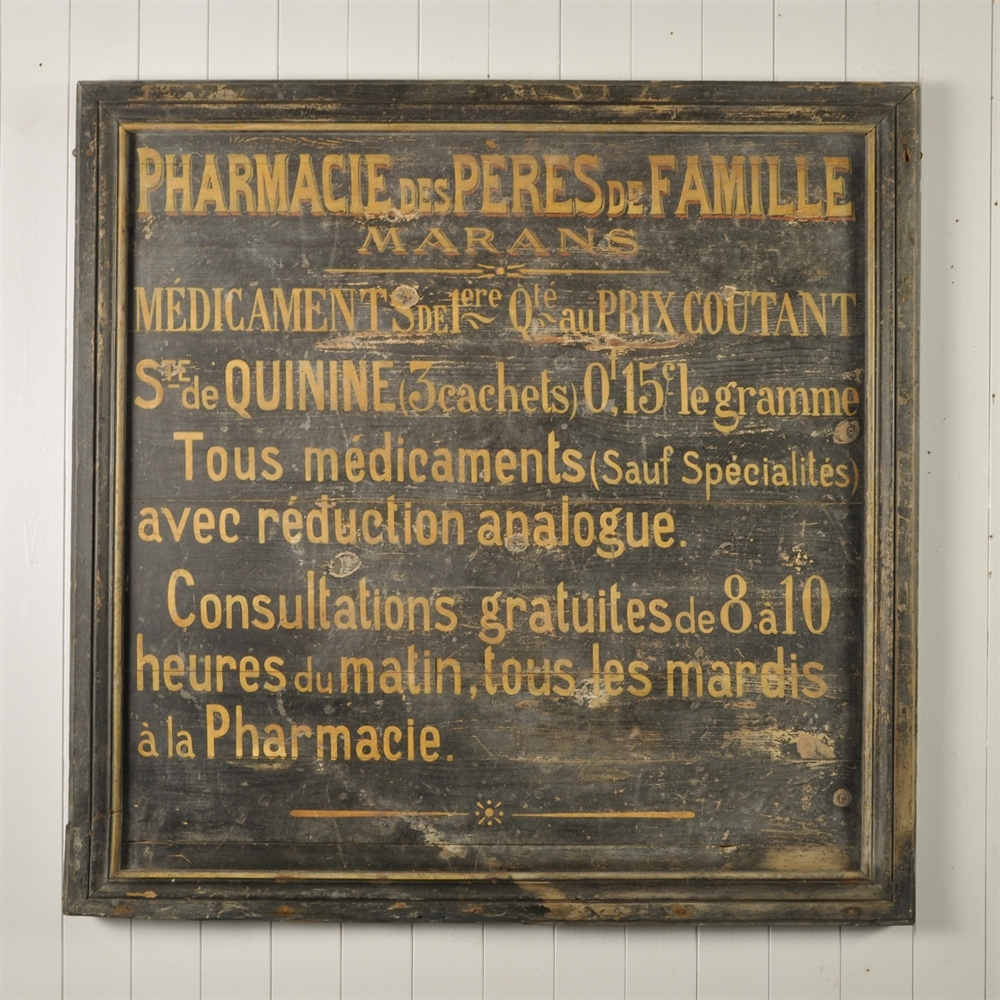 PHARMACIE DES PÈRES DE FAMILLE
MARANS
MÉDICAMENTS DE 1ère Qté au PRIX COUTANT
STE de QUININE (3 cachets) 0f,15c le gramme
Tous médicaments (Sauf Spécialités)
avec réduction analogue.
Consultations gratuites de 8 à 10
heures du matin, tous les mardis
à la Pharmacie.